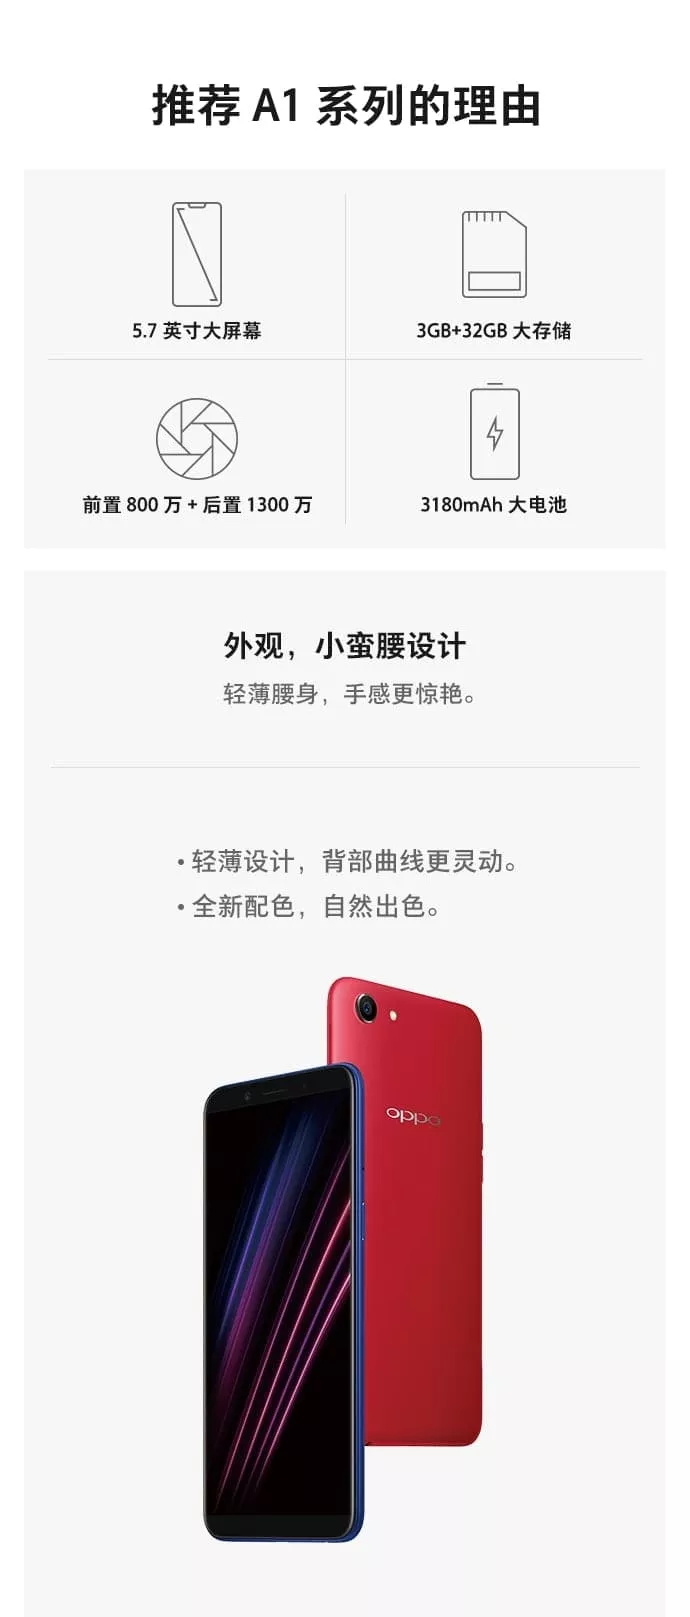 推荐 A1 系列的理由
5.7 英寸大屏幕
3GB+32GB 大存储
前置 800 万 + 后置 1300 万
3180mAh 大电池
外观，小蛮腰设计
轻薄腰身，手感更惊艳。
• 轻薄设计，背部曲线更灵动。
• 全新配色，自然出色。
oppo